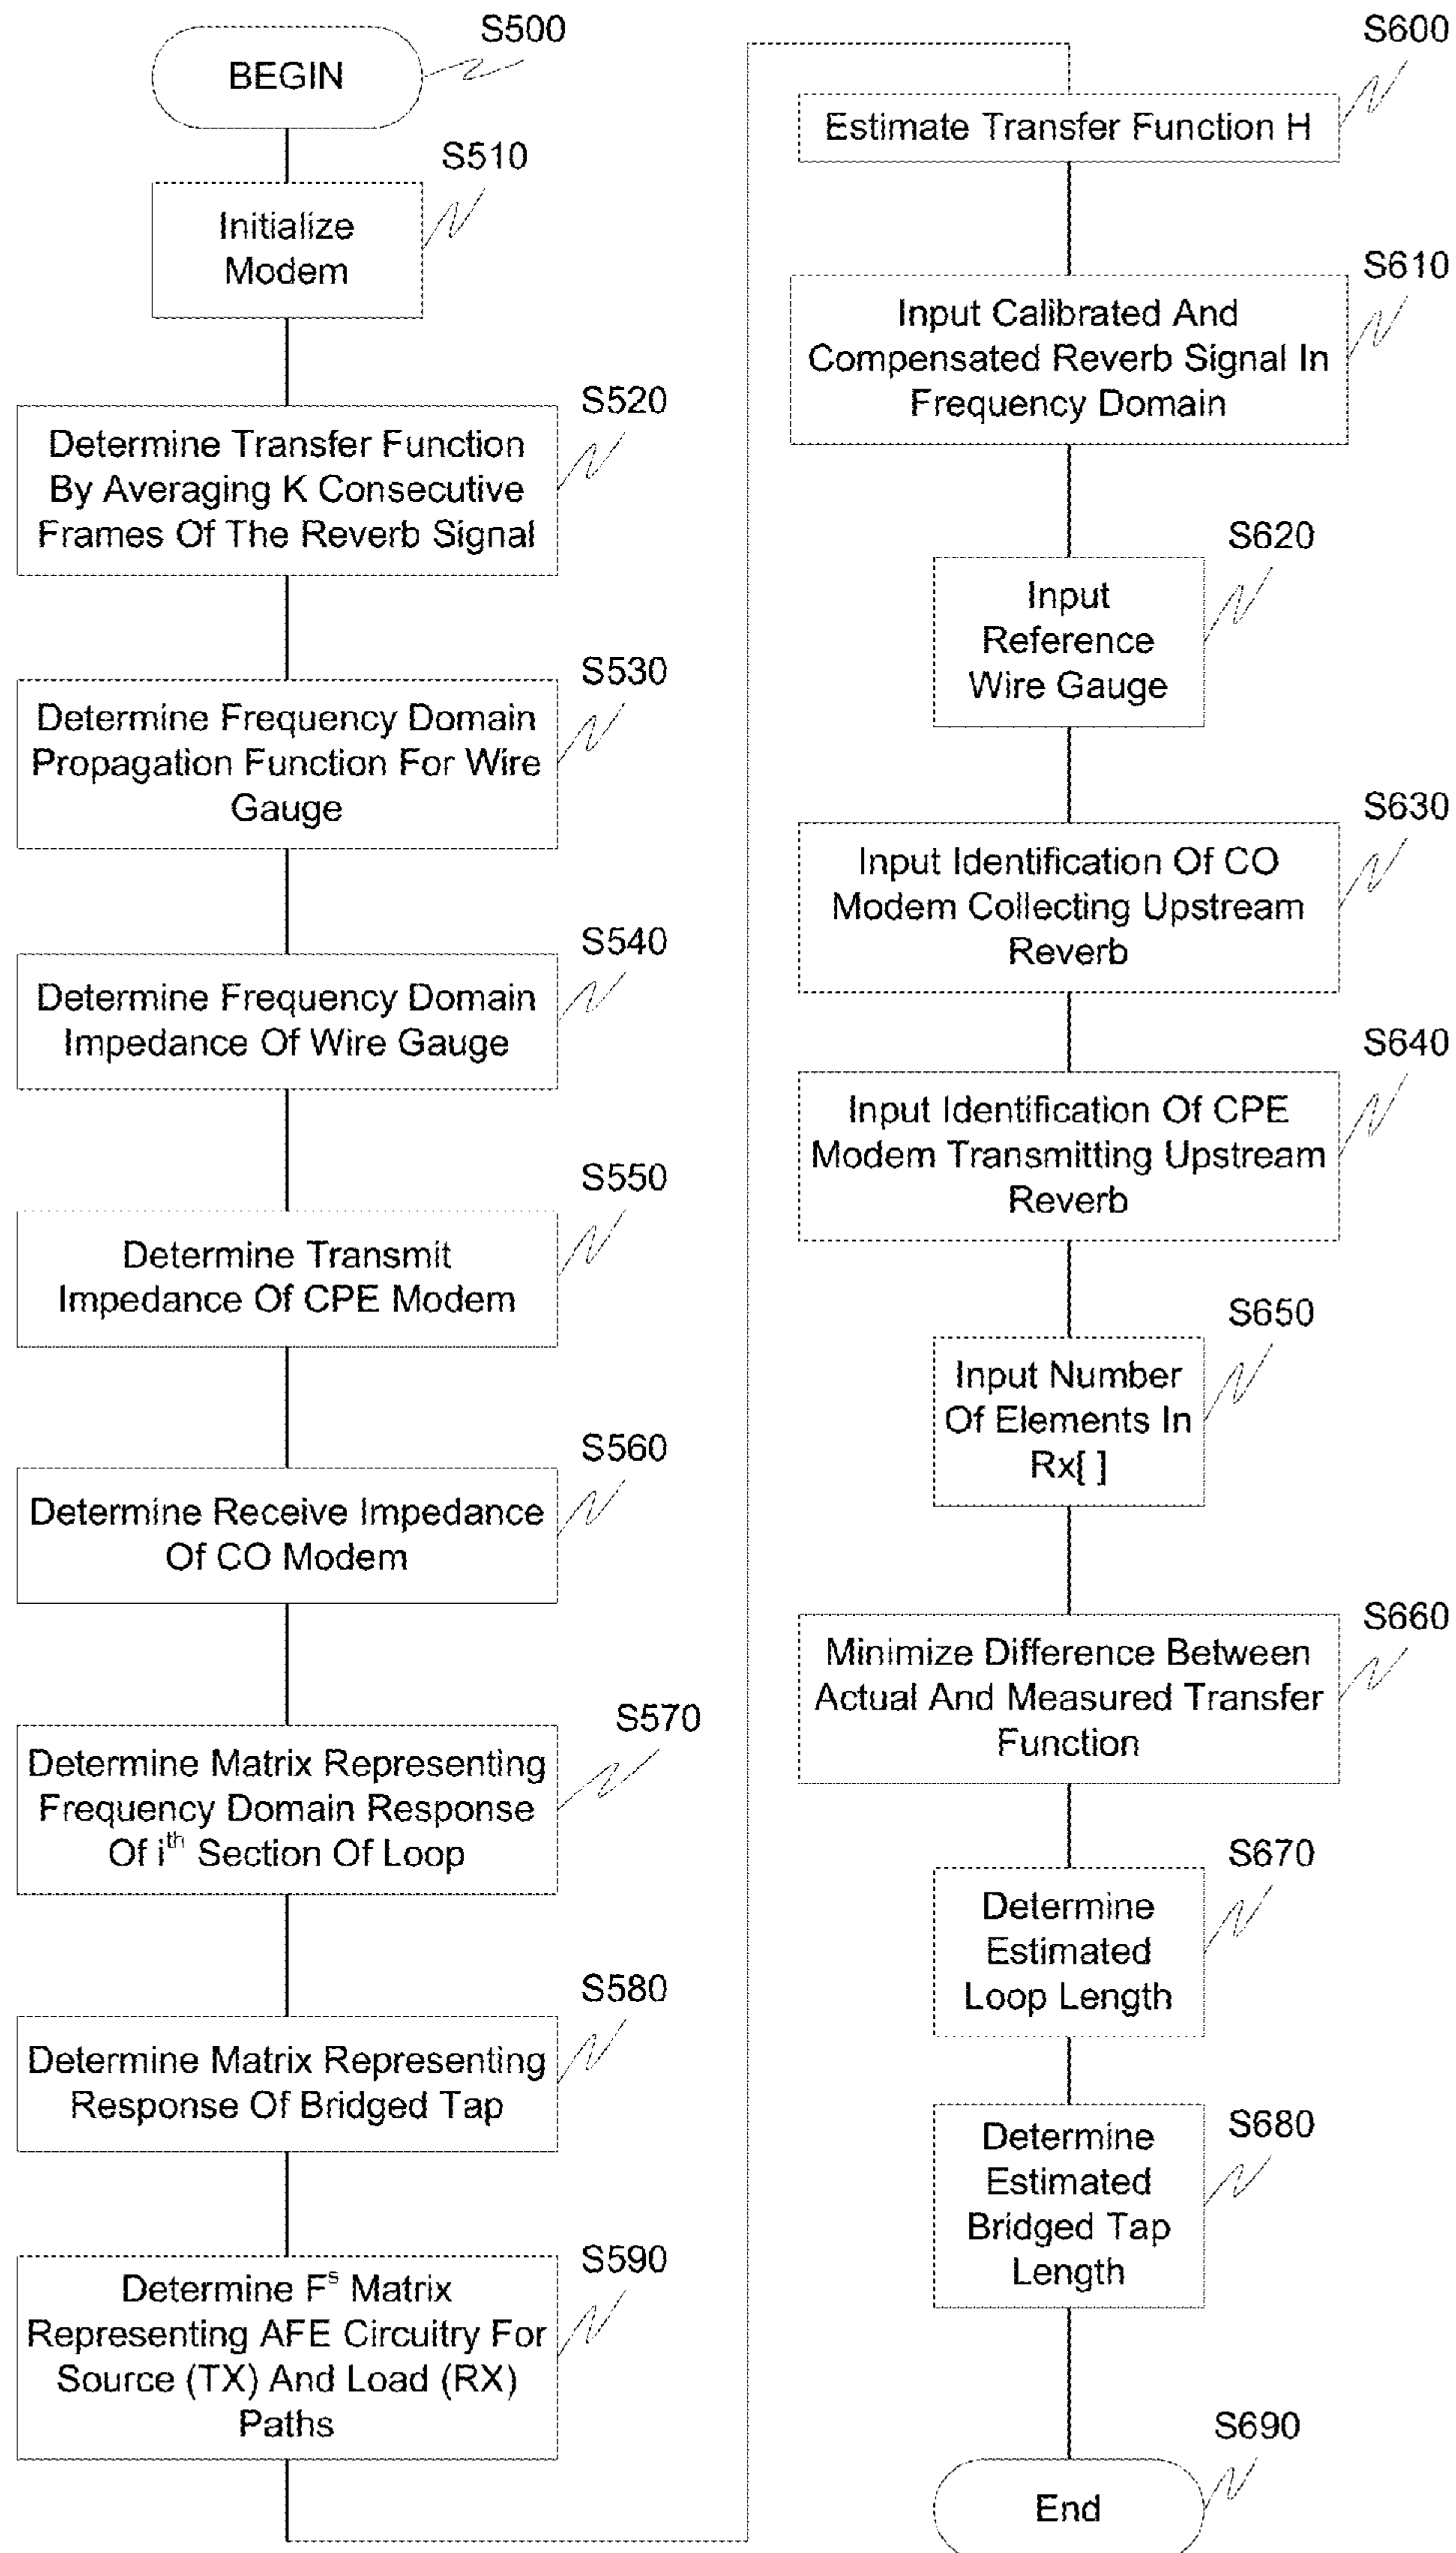 S500
BEGIN
S510
Initialize
Modem
S520
Determine Transfer Function
By Averaging K Consecutive
Frames Of The Reverb Signal
S530
Determine Frequency Domain
Propagation Function For Wire
Gauge
S540
Determine Frequency Domain
Impedance Of Wire Gauge
S550
Determine Transmit
Impedance Of CPE Modem
S560
Determine Receive Impedance
Of CO Modem
S570
Determine Matrix Representing
Frequency Domain Response
Of ith Section Of Loop
S580
Determine Matrix Representing
Response Of Bridged Tap
S590
Determine Fs Matrix
Representing AFE Circuitry For
Source (TX) And Load (RX)
Paths
S600
Estimate Transfer Function H
S610
Input Calibrated And
Compensated Reverb Signal In
Frequency Domain
S620
Input
Reference
Wire Gauge
S630
Input Identification Of CO
Modem Collecting Upstream
Reverb
S640
Input Identification Of CPE
Modem Transmitting Upstream
Reverb
S650
Input Number
Of Elements In
Rx[ ]
S660
Minimize Difference Between
Actual And Measured Transfer
Function
S670
Determine
Estimated
Loop Length
S680
Determine
Estimated
Bridged Tap
Length
S690
End